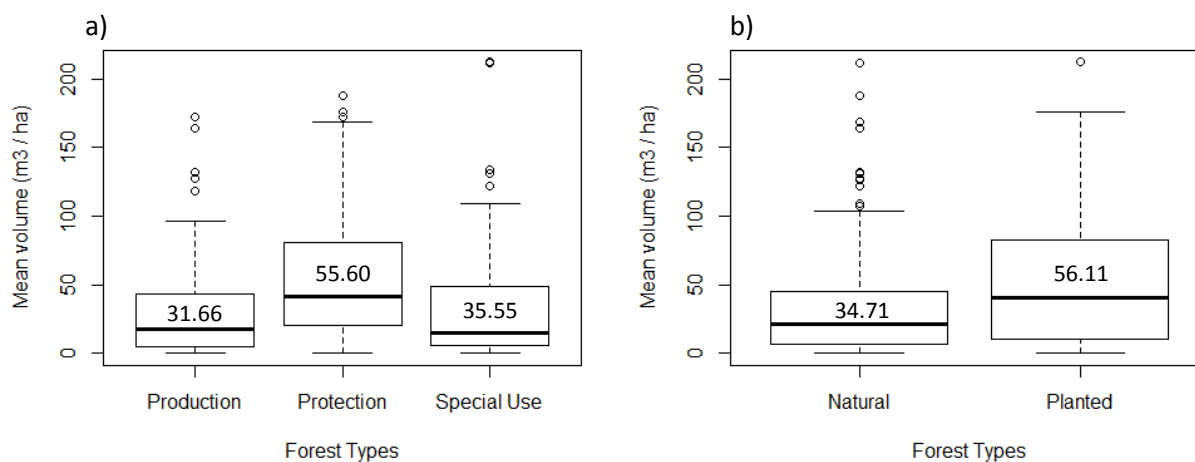 a)
Mean volume (m3 / ha)
200
150
100
50
0
31.66
55.60
35.55
Production Protection Special Use
Forest Types
b)
Mean volume (m3 / ha)
200
150
100
50
0
34.71
56.11
Natural Planted
Forest Types